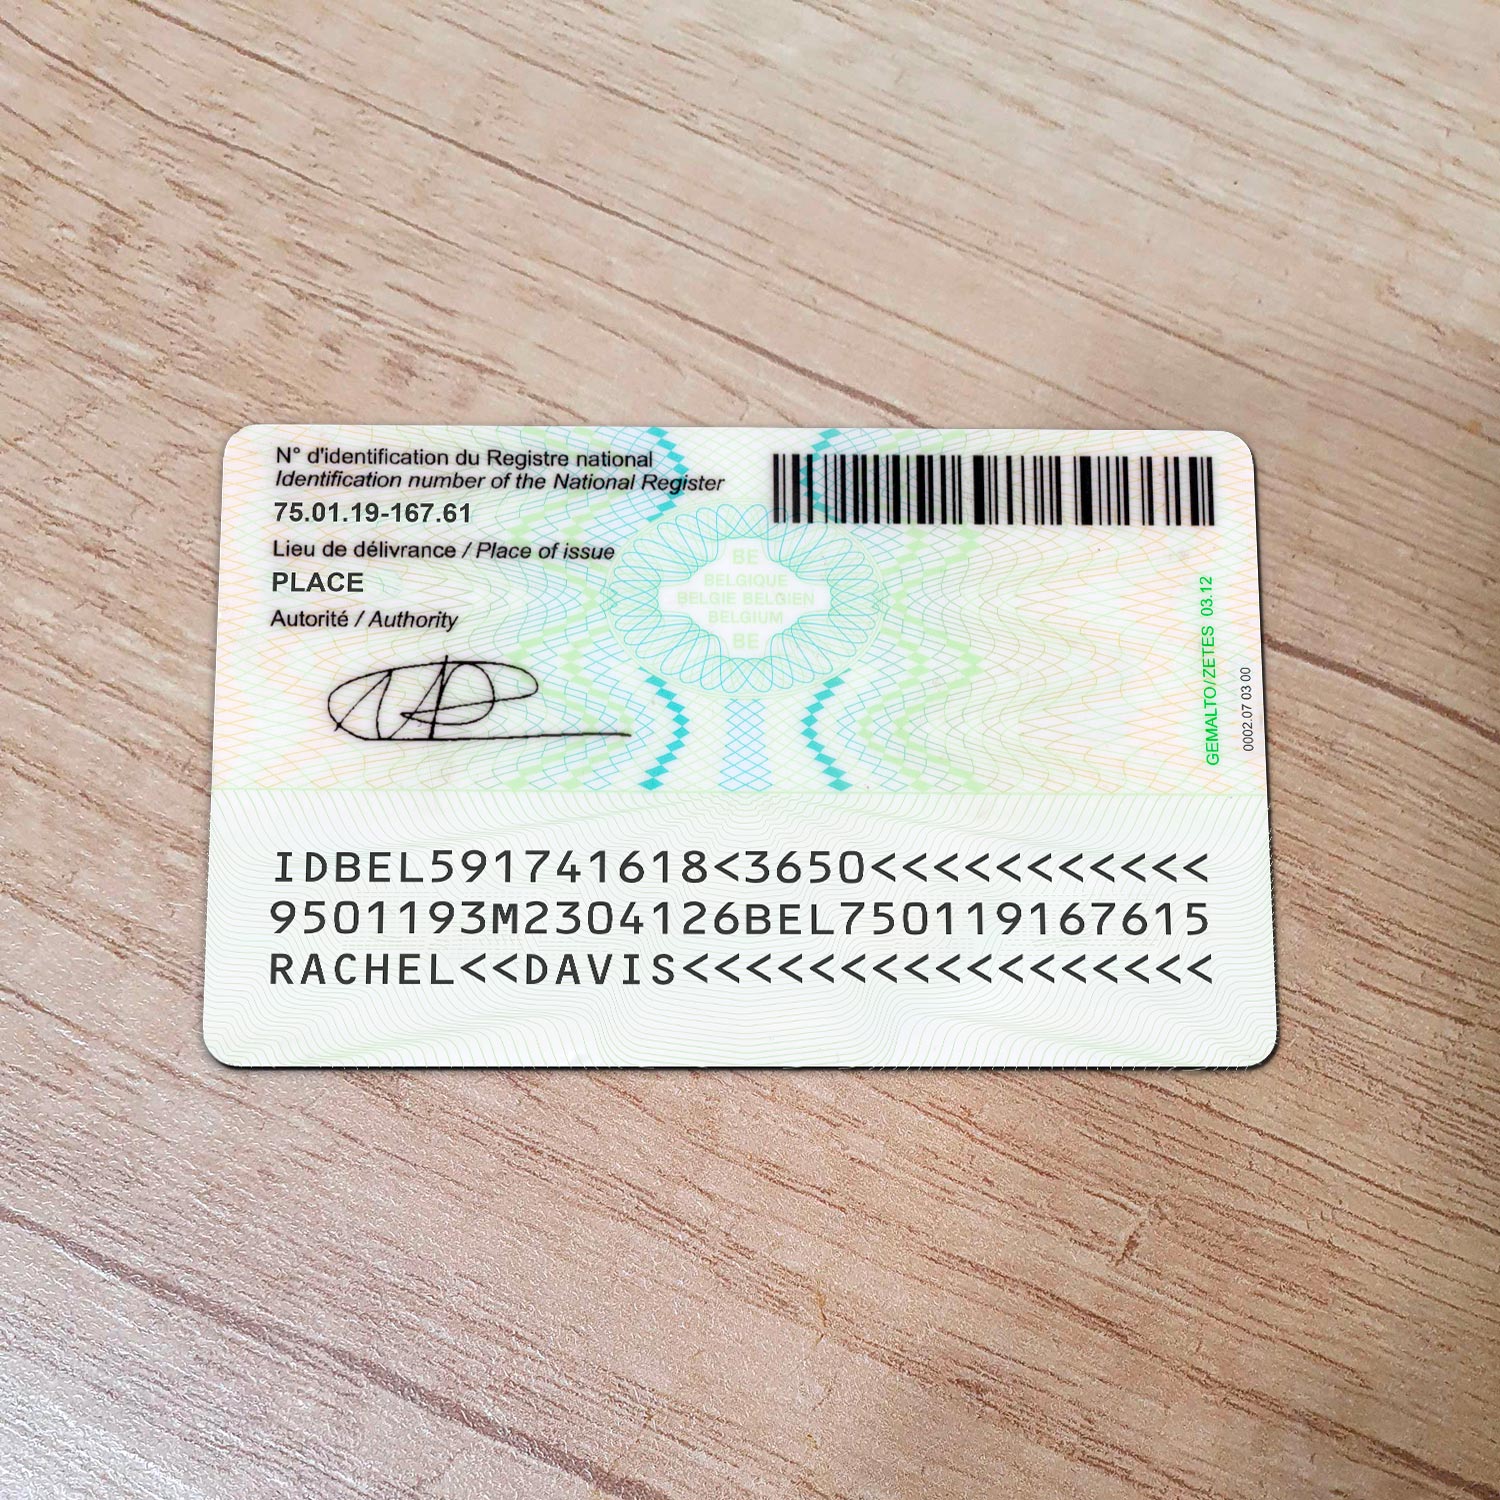 N° d'identification du Registre national
Identification number of the National Register
75.01.19-167.61
Lieu de délivrance / Place of issue
PLACE
Autorité / Authority
BE
BELGIQUE
BELGIE BELGIEN
BELGIUM
BE
GEMALTO/ZETES 03.12
0002.07 03 00
IDBEL591741618<3650<<<<<<<<<<<
9501193M2304126BEL750119167615
RACHEL<<DAVIS<<<<<<<<<<<<<<<<<